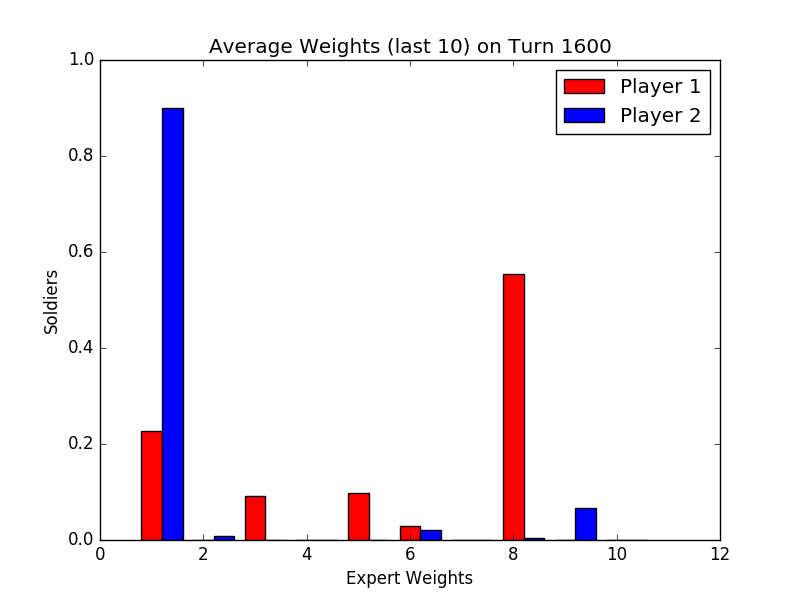 Average Weights (last 10) on Turn 1600
1.0
0.8
0.6
0.4
0.2
0.0
Soldiers
Player 1
Player 2
0 2 4 6 8 10 12
Expert Weights